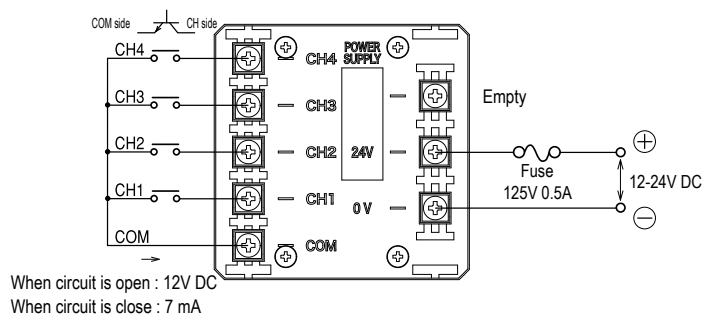 COM side CH side
CH4
CH3
CH2
CH1
COM
CH4
CH3
CH2
CH1
COM
POWER
SUPPLY
24V
0 V
Empty
Fuse
125V 0.5A
12-24V DC
When circuit is open : 12V DC
When circuit is close : 7 mA